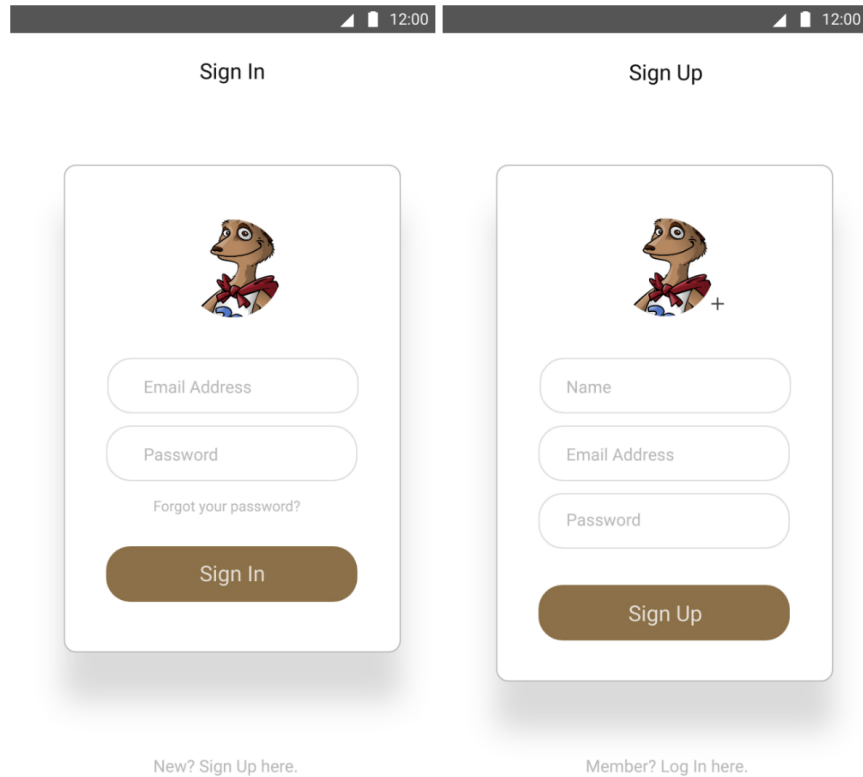 12:00
Sign In
Email Address
Password
Forgot your password?
Sign In
New? Sign Up here.
12:00
Sign Up
Name
Email Address
Password
Sign Up
Member? Log In here.